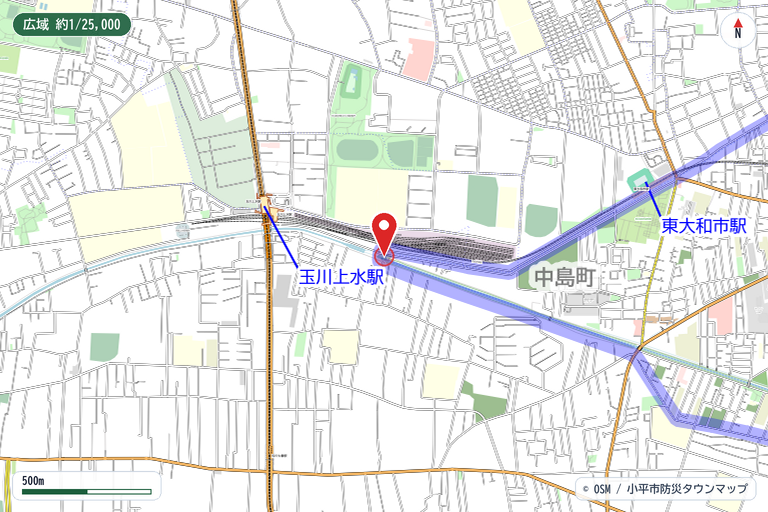 広域 約1/25,000
N
東大和市駅
玉川上水駅
中島町
500m
© OSM / 小平市防災タウンマップ